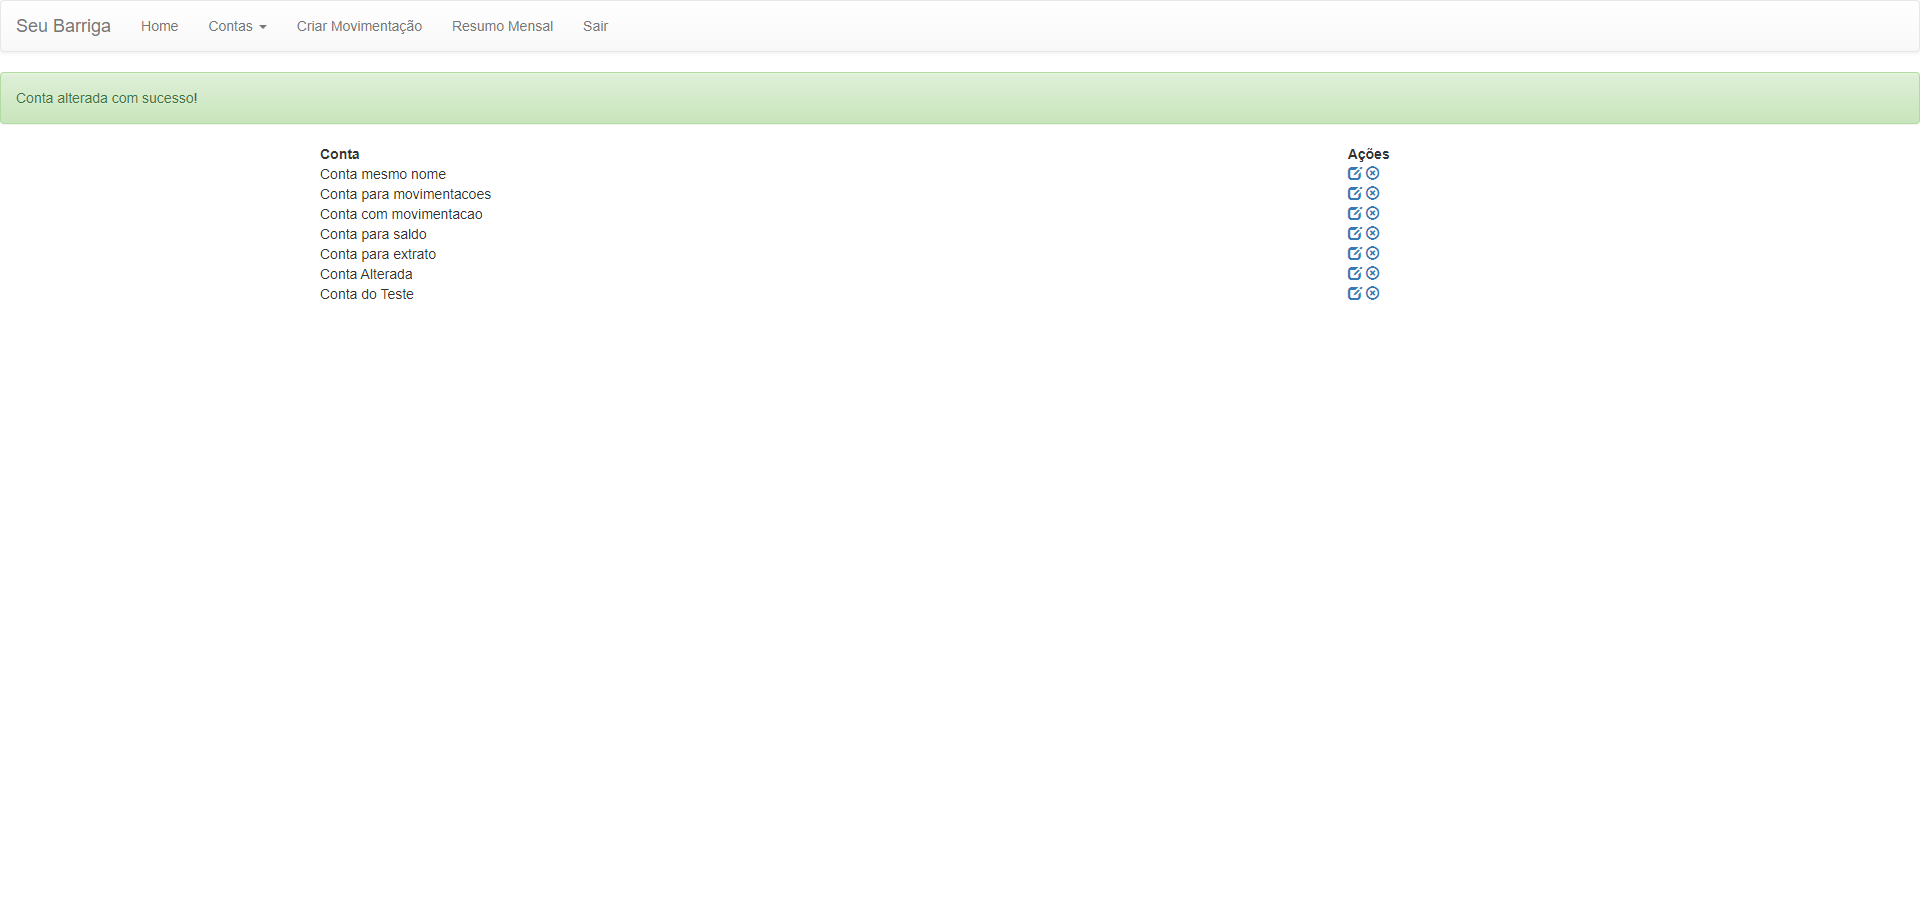 Seu Barriga Home Contas Criar Movimentação Resumo Mensal Sair
Conta alterada com sucesso!
Conta Ações
Conta mesmo nome
Conta para movimentacoes
Conta com movimentacao
Conta para saldo
Conta para extrato
Conta Alterada
Conta do Teste